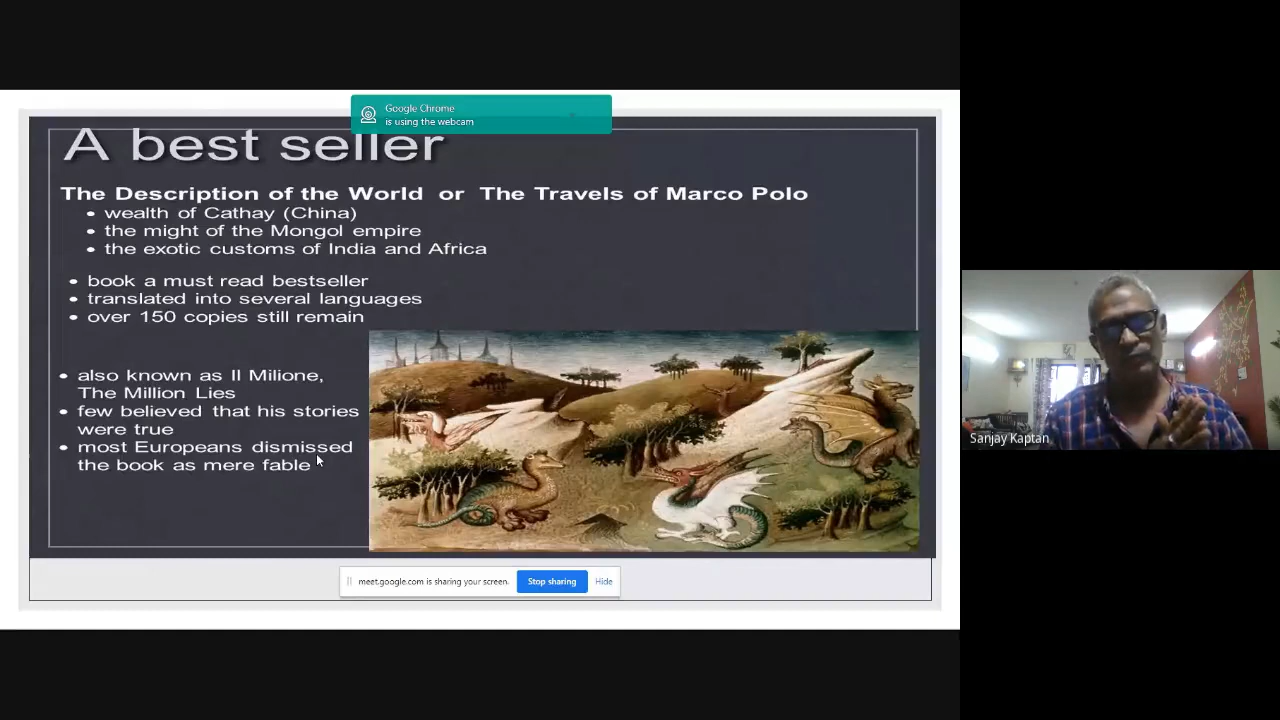 Google Chrome
is using the webcam
A best seller
The Description of the World or The Travels of Marco Polo
• wealth of Cathay (China)
• the might of the Mongol empire
• the exotic customs of India and Africa
• book a must read bestseller
• translated into several languages
• over 150 copies still remain
• also known as Il Milione,
The Million Lies
• few believed that his stories
were true
• most Europeans dismissed
the book as mere fable
meet.google.com is sharing your screen.
Stop sharing
Hide
Sanjay Kaptan